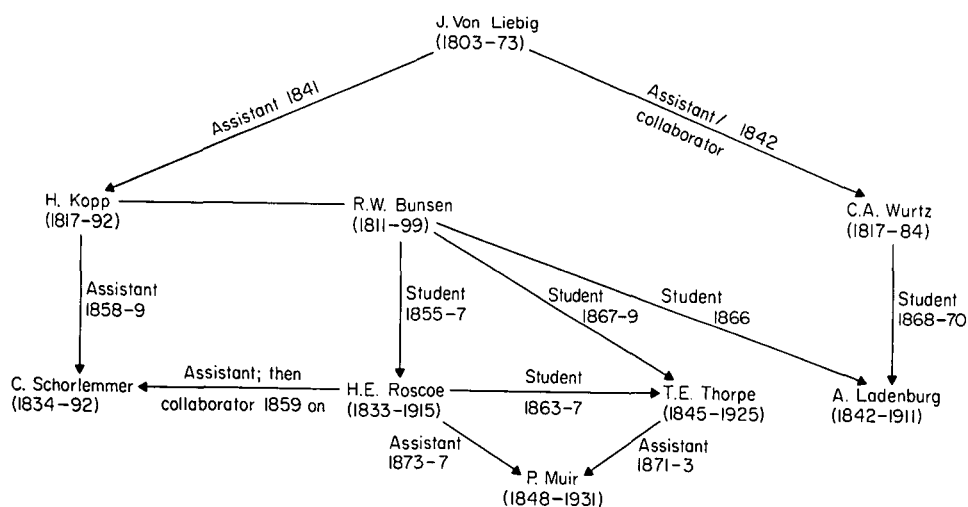 J. Von Liebig
(1803-73)
Assistant 1841
Assistant/ 1842
collaborator
H. Kopp
(1817-92)
R.W. Bunsen
(1811-99)
C.A. Wurtz
(1817-84)
Assistant
1858-9
Student
1855-7
Student
1867-9
Student
1866
Student
1868-70
C. Schorlemmer
(1834-92)
Assistant; then
collaborator 1859 on
H.E. Roscoe
(1833-1915)
Student
1863-7
T.E. Thorpe
(1845-1925)
A. Ladenburg
(1842-1911)
Assistant
1873-7
Assistant
1871-3
P. Muir
(1848-1931)